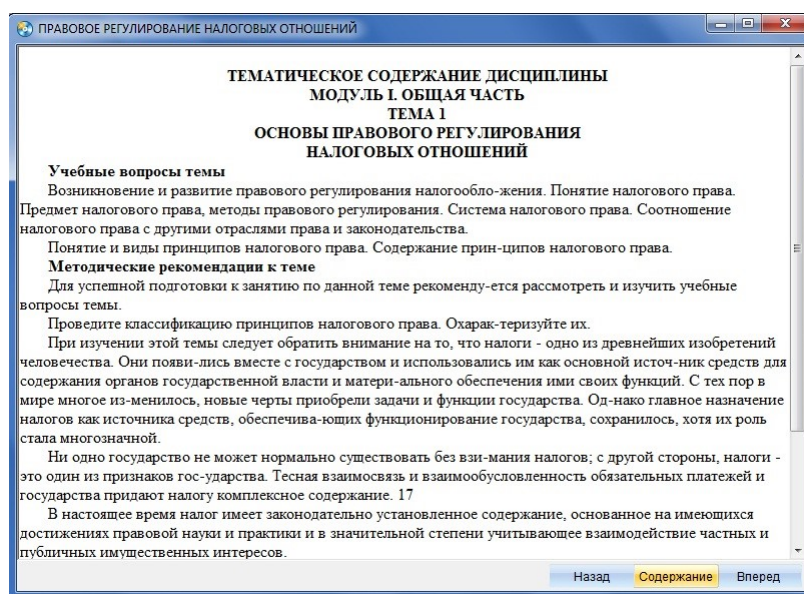 ПРАВОВОЕ РЕГУЛИРОВАНИЕ НАЛОГОВЫХ ОТНОШЕНИЙ
ТЕМАТИЧЕСКОЕ СОДЕРЖАНИЕ ДИСЦИПЛИНЫ
МОДУЛЬ I. ОБЩАЯ ЧАСТЬ
ТЕМА 1
ОСНОВЫ ПРАВОВОГО РЕГУЛИРОВАНИЯ
НАЛОГОВЫХ ОТНОШЕНИЙ
Учебные вопросы темы
Возникновение и развитие правового регулирования налогообло-жения. Понятие налогового права.
Предмет налогового права, методы правового регулирования. Система налогового права. Соотношение
налогового права с другими отраслями права и законодательства.
Понятие и виды принципов налогового права. Содержание прин-ципов налогового права.
Методические рекомендации к теме
Для успешной подготовки к занятию по данной теме рекоменду-ется рассмотреть и изучить учебные
вопросы темы.
Проведите классификацию принципов налогового права. Охарак-теризуйте их.
При изучении этой темы следует обратить внимание на то, что налоги - одно из древнейших изобретений
человечества. Они появи-лись вместе с государством и использовались им как основной источ-ник средств для
содержания органов государственной власти и матери-ального обеспечения ими своих функций. С тех пор в
мире многое из-менилось, новые черты приобрели задачи и функции государства. Од-нако главное назначение
налогов как источника средств, обеспечива-ющих функционирование государства, сохранилось, хотя их роль
стала многозначной.
Ни одно государство не может нормально существовать без взи-мания налогов; с другой стороны, налоги -
это один из признаков гос-ударства. Тесная взаимосвязь и взаимообусловленность обязательных платежей и
государства придают налогу комплексное содержание. 17
В настоящее время налог имеет законодательно установленное содержание, основанное на имеющихся
достижениях правовой науки и практики и в значительной степени учитывающее взаимодействие частных и
публичных имущественных интересов.
Назад Содержание Вперед